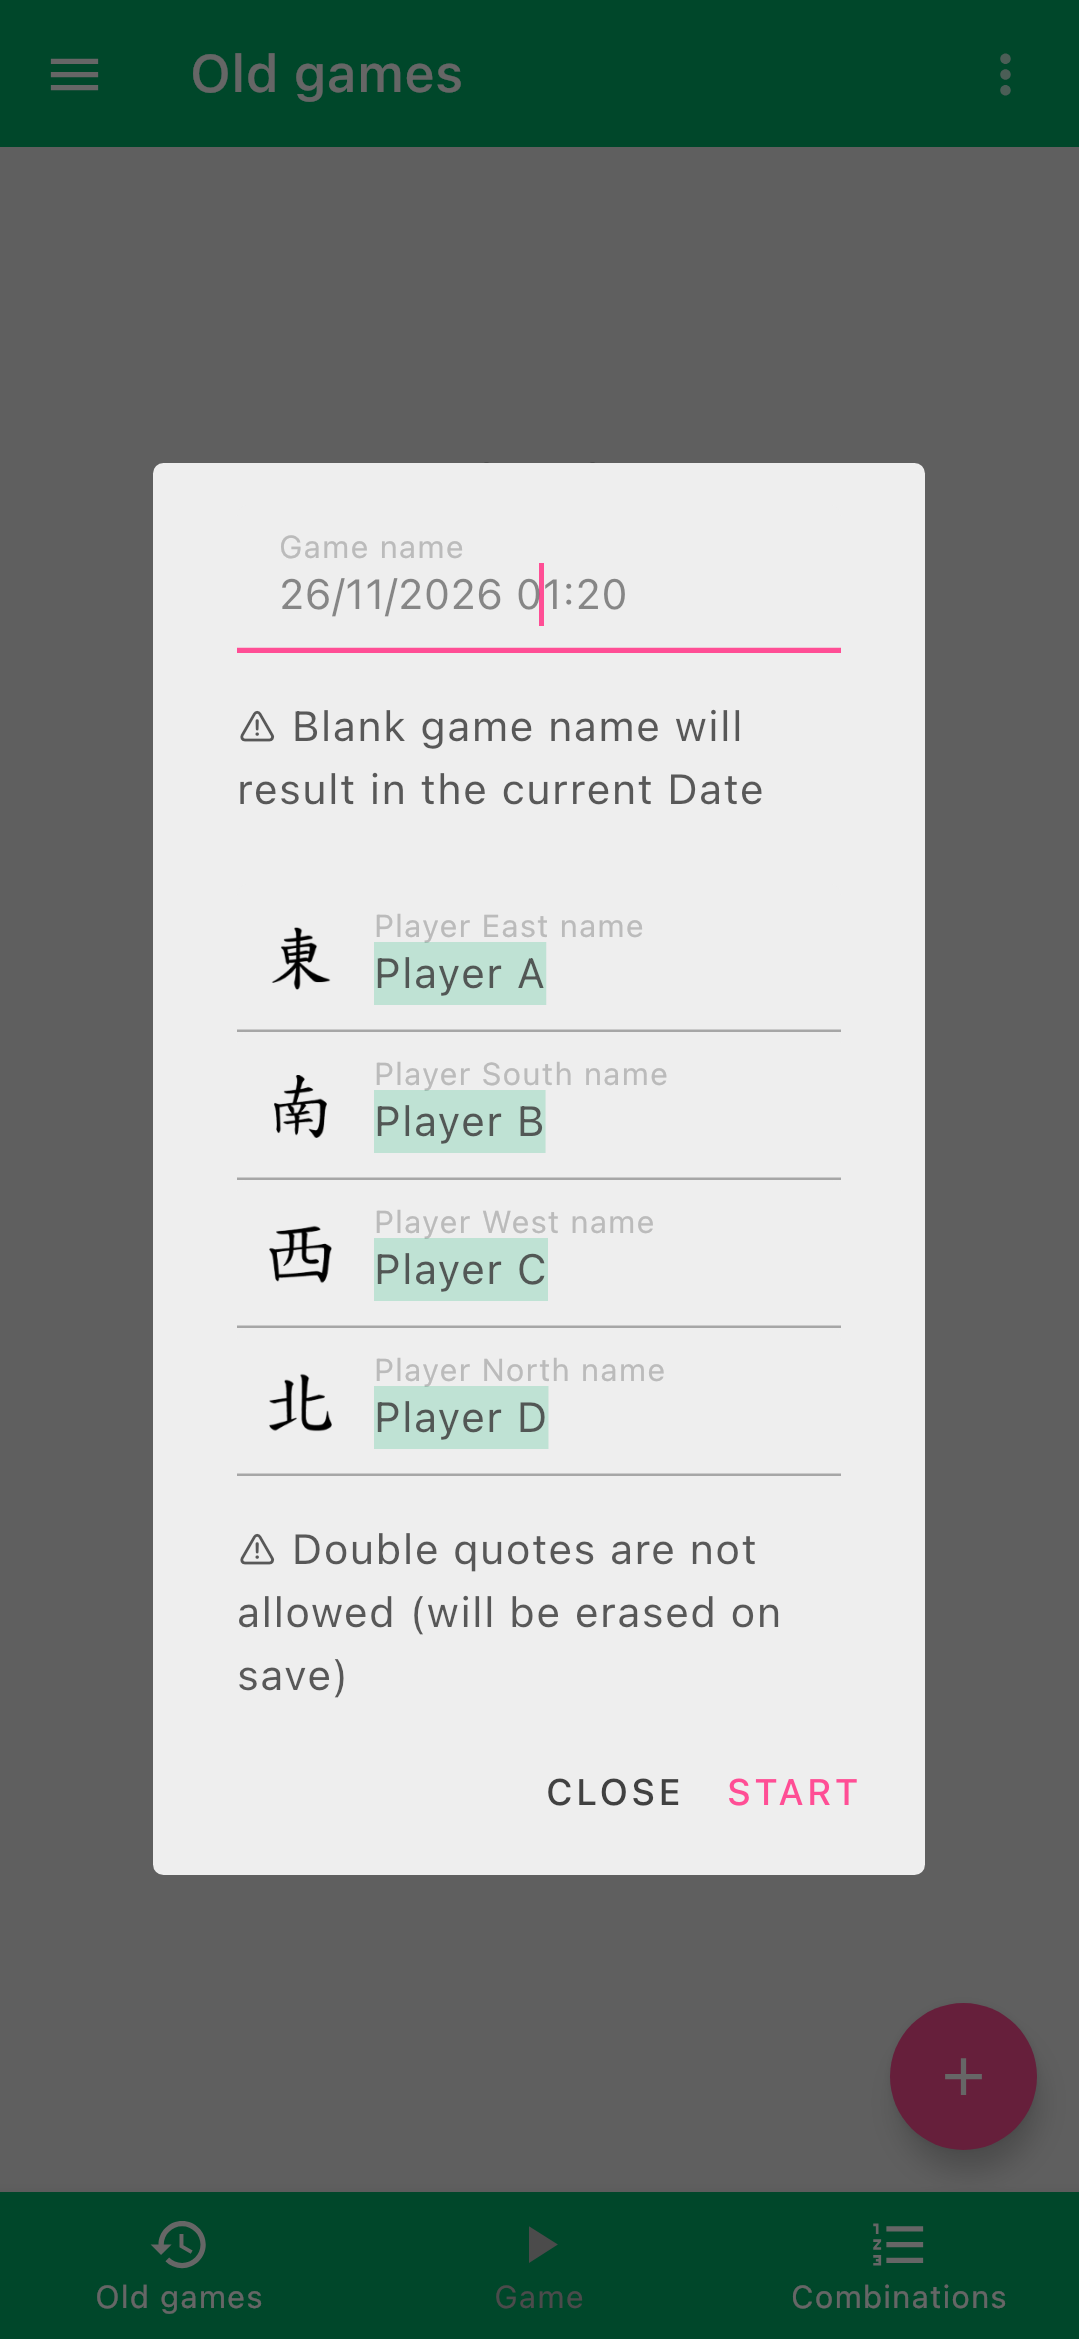 Old games
Game name
26/11/2026 01:20
⚠ Blank game name will
result in the current Date
東
Player East name
Player A
南
Player South name
Player B
西
Player West name
Player C
北
Player North name
Player D
⚠ Double quotes are not
allowed (will be erased on
save)
CLOSE START
+
Old games Game Combinations